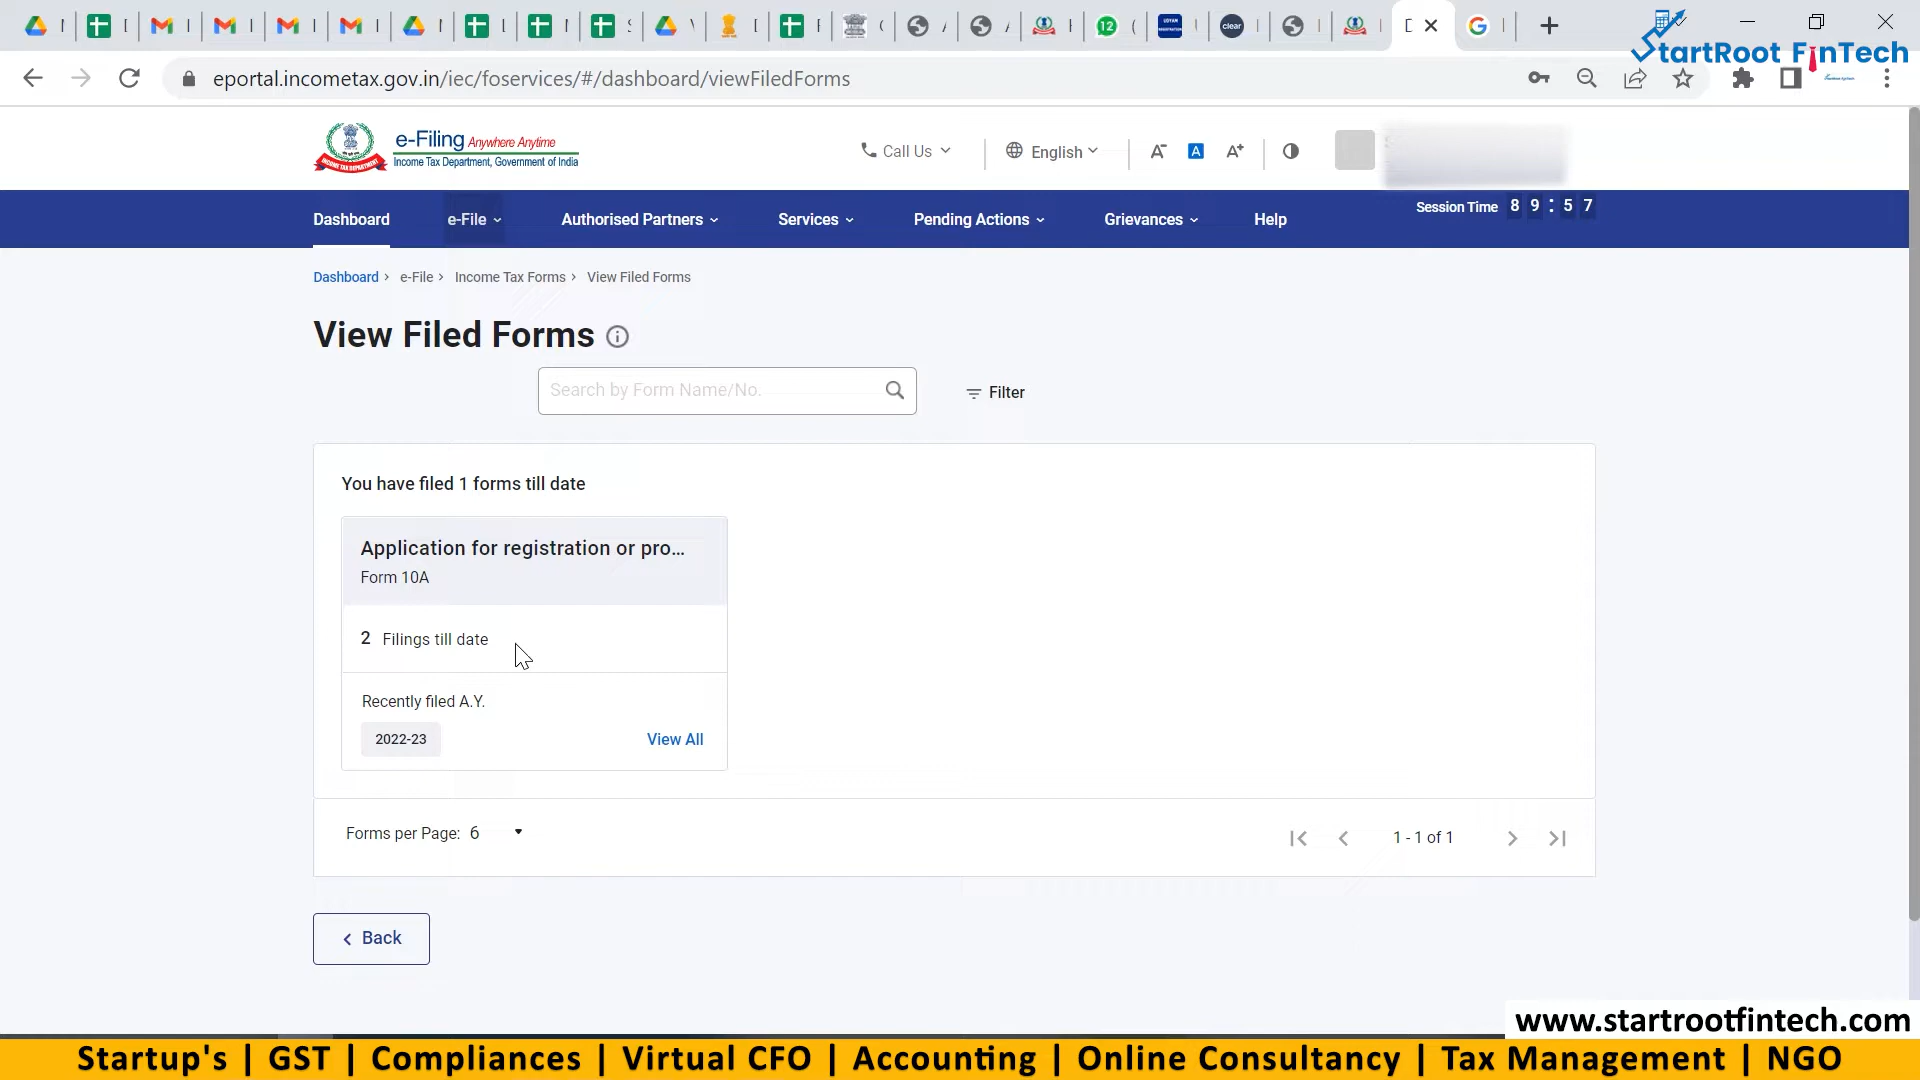 StartRoot FinTech
eportal.incometax.gov.in/iec/foservices/#/dashboard/viewFiledForms
e-Filing Anywhere Anytime
Income Tax Department, Government of India
Call Us
English
A- A A+
Dashboard e-File Authorised Partners Services Pending Actions Grievances Help Session Time 8 9 : 5 7
Dashboard › e-File › Income Tax Forms › View Filed Forms
View Filed Forms
Search by Form Name/No.
Filter
You have filed 1 forms till date
Application for registration or pro...
Form 10A
2 Filings till date
Recently filed A.Y.
2022-23 View All
Forms per Page: 6
1 - 1 of 1
Back
www.startrootfintech.com
Startup's | GST | Compliances | Virtual CFO | Accounting | Online Consultancy | Tax Management | NGO